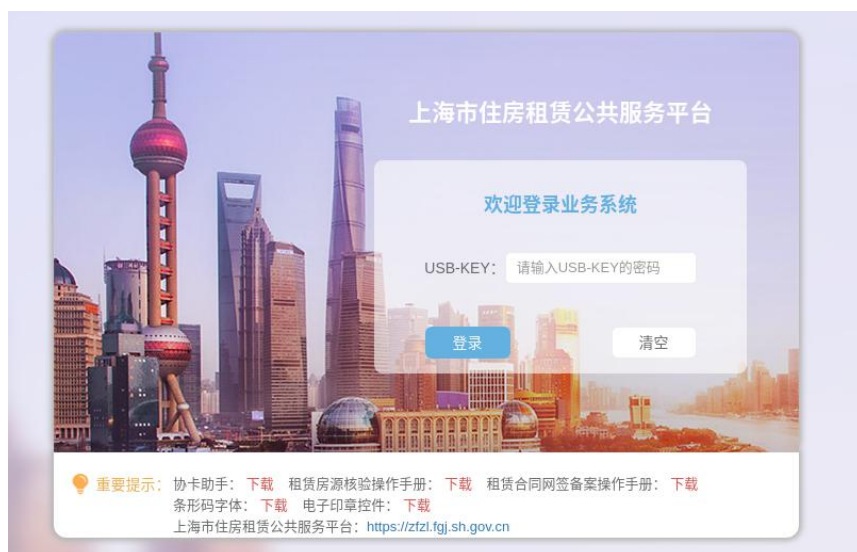 上海市住房租赁公共服务平台
欢迎登录业务系统
USB-KEY： 请输入USB-KEY的密码
登录 清空
重要提示： 协卡助手： 下载 租赁房源核验操作手册： 下载 租赁合同网签备案操作手册： 下载
条形码字体： 下载 电子印章控件： 下载
上海市住房租赁公共服务平台：https://zfzl.fgj.sh.gov.cn